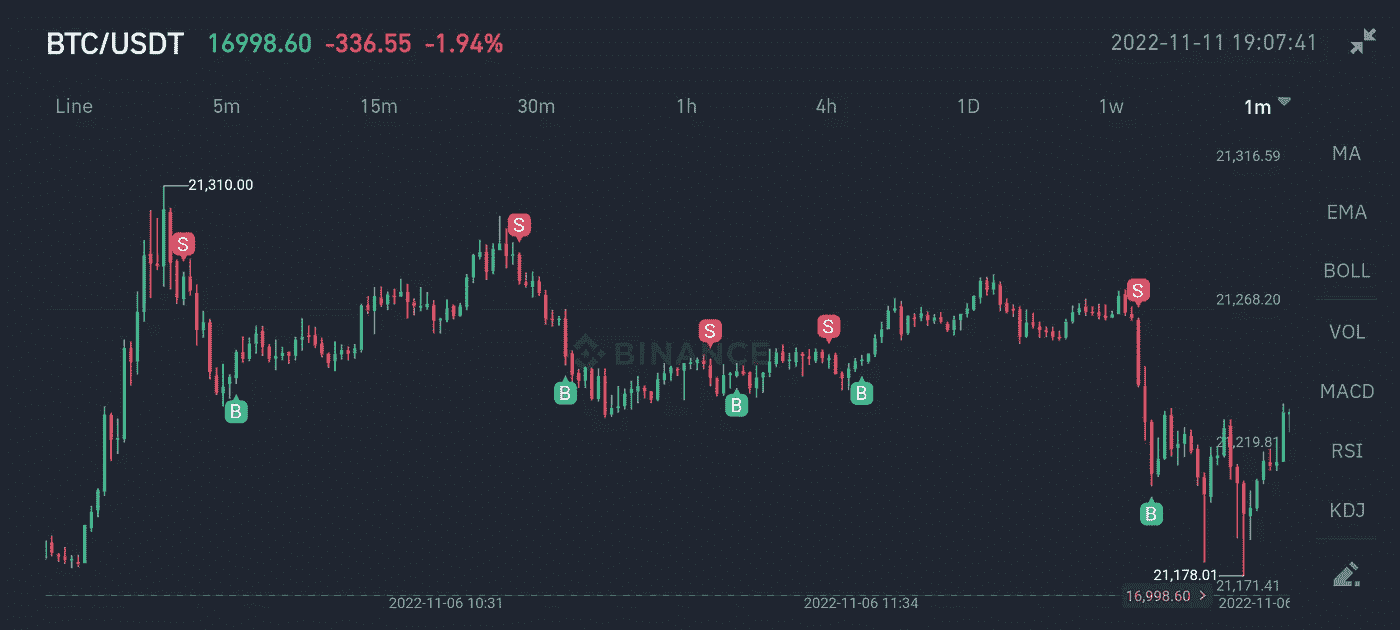 BTC/USDT 16998.60 -336.55 -1.94% 2022-11-11 19:07:41
Line 5m 15m 30m 1h 4h 1D 1w 1m
21,316.59 MA
21,310.00
EMA
S
S
BOLL
S
21,268.20
S
S
VOL
BINANCE
B
B
B
MACD
B
B
21,219.81
RSI
B
KDJ
21,178.01
21,171.41
16,998.60 >
2022-11-06 10:31 2022-11-06 11:34 2022-11-06